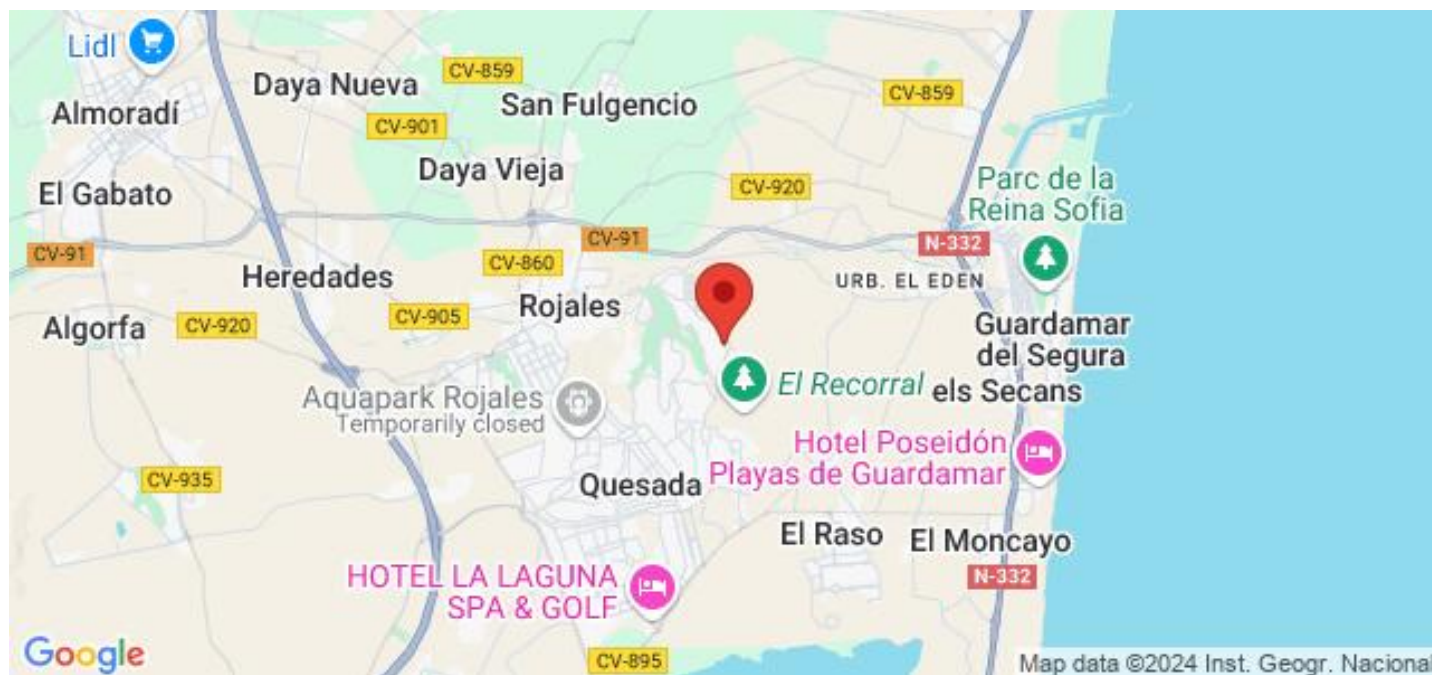 Lidl
Almoradí
Daya Nueva
CV-859
San Fulgencio
CV-859
CV-901
Daya Vieja
El Gabato
CV-920
Parc de la
Reina Sofia
CV-91
CV-91
N-332
Heredades
CV-860
URB. EL EDEN
Rojales
Algorfa
CV-920
CV-905
Guardamar
del Segura
Aquapark Rojales
Temporarily closed
El Recorral
els Secans
Hotel Poseidón
Playas de Guardamar
CV-935
Quesada
El Raso
El Moncayo
HOTEL LA LAGUNA
SPA & GOLF
N-332
Google
CV-895
Map data ©2024 Inst. Geogr. Nacional